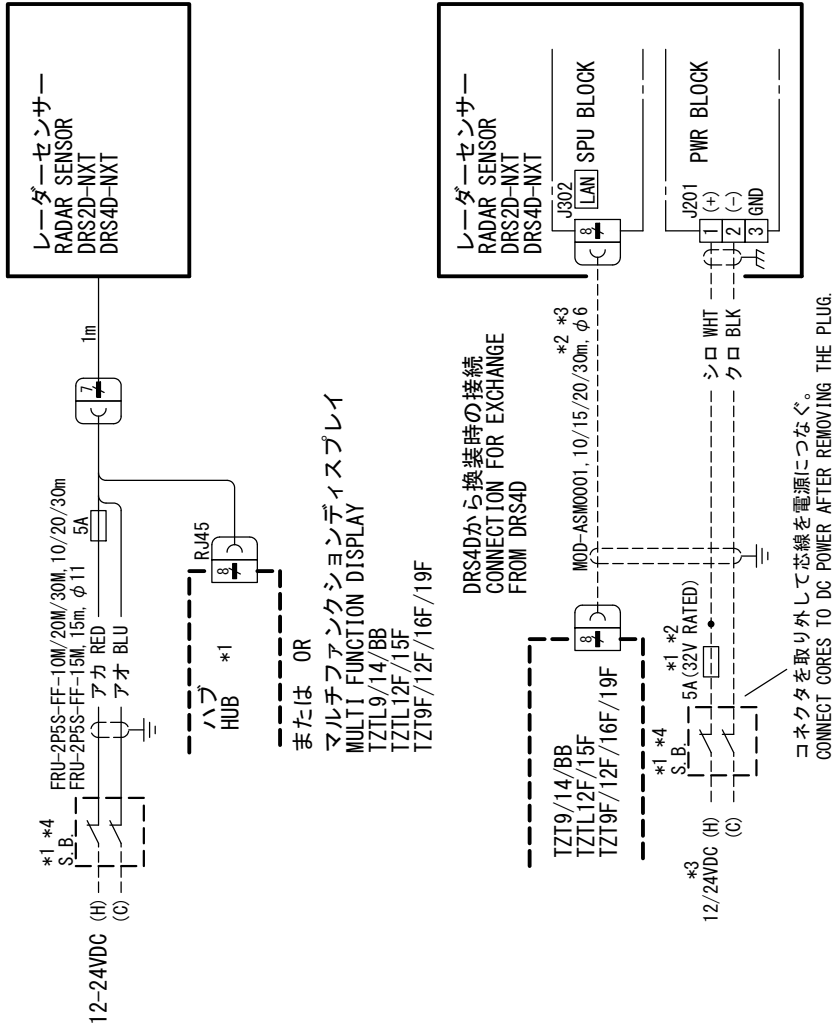 12-24VDC (H)
(C)
*1 *4
S.B.
FRU-2P5S-FF-10M/20M/30M, 10/20/30m
FRU-2P5S-FF-15M, 15m, φ11
アカ RED
アオ BLU
5A
7
1m
レーダーセンサー
RADAR SENSOR
DRS2D-NXT
DRS4D-NXT
RJ45
8
ハブ
HUB *1
または OR
マルチファンクションディスプレイ
MULTI FUNCTION DISPLAY
TZTL9/14/BB
TZTL12F/15F
TZT9F/12F/16F/19F
DRS4Dから換装時の接続
CONNECTION FOR EXCHANGE
FROM DRS4D
TZT9/14/BB
TZTL12F/15F
TZT9F/12F/16F/19F
8
MOD-ASM0001, 10/15/20/30m, φ6
*2 *3
8
J302
LAN
SPU BLOCK
レーダーセンサー
RADAR SENSOR
DRS2D-NXT
DRS4D-NXT
*3
12/24VDC (H)
(C)
*1 *4
S.B.
*1 *2
5A(32V RATED)
シロ WHT
クロ BLK
J201
1 (+)
2 (-)
3 GND
PWR BLOCK
コネクタを取り外して芯線を電源につなぐ。
CONNECT CORES TO DC POWER AFTER REMOVING THE PLUG.